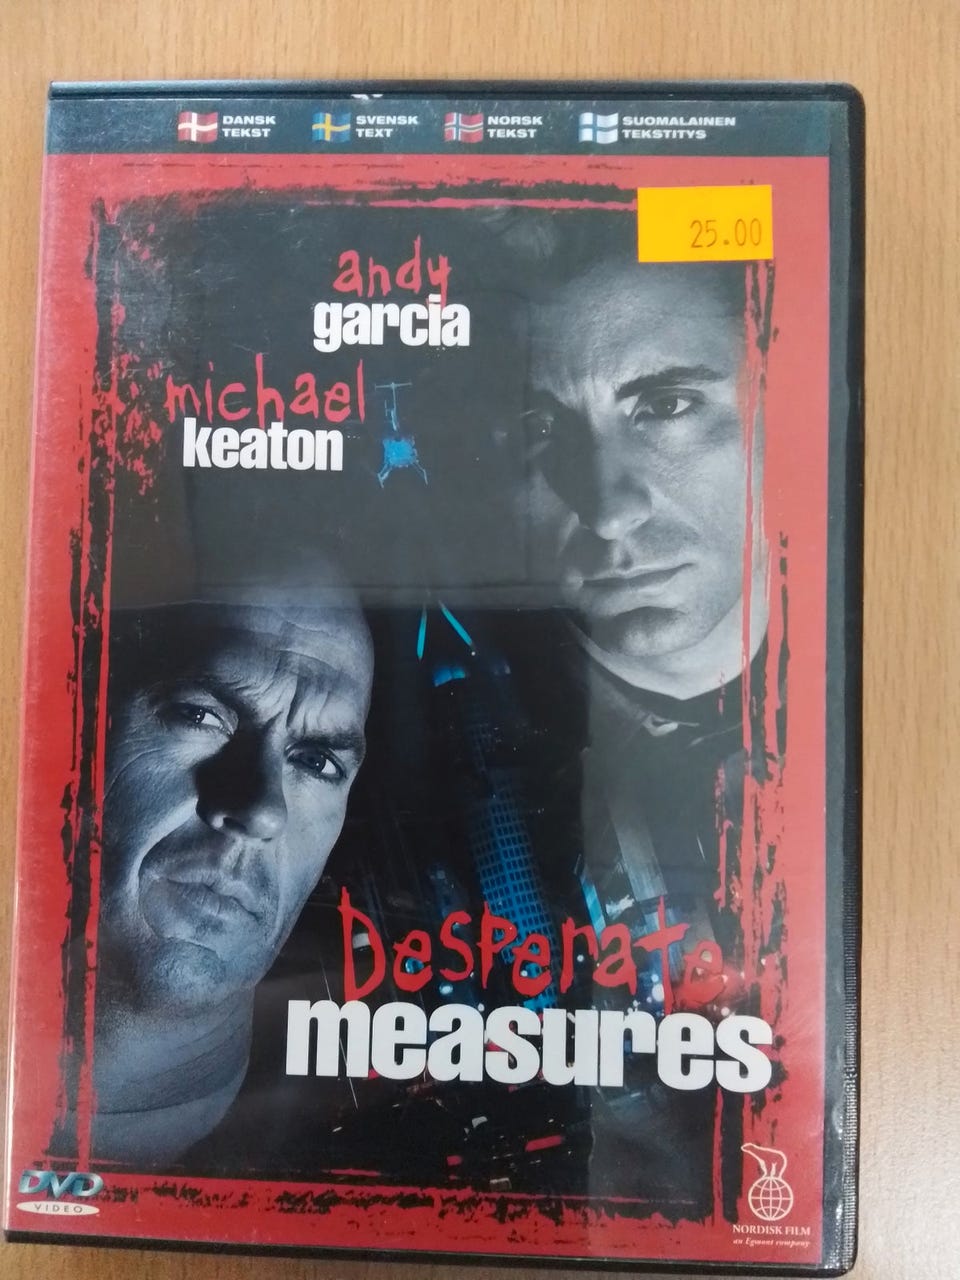 DANSK
TEKST
SVENSK
TEXT
NORSK
TEKST
SUOMALAINEN
TEKSTITYS
25.00
andy
garcia
michael
keaton
Desperate
measures
DVD
VIDEO
NORDISK FILM
an Egmont company